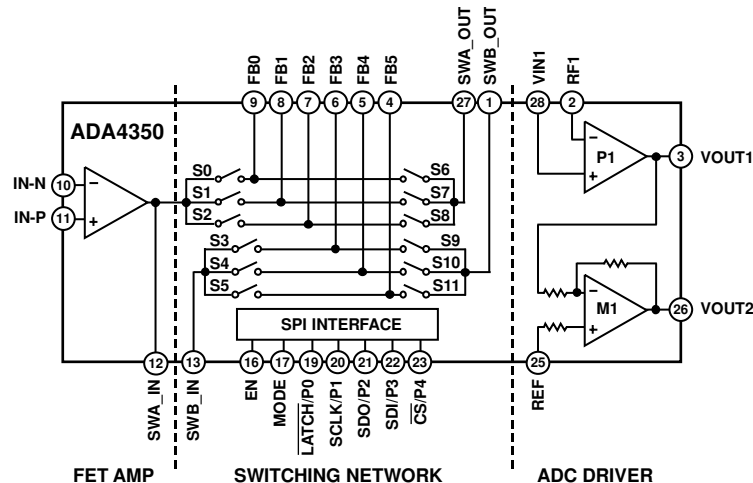 FB0
FB1
FB2
FB3
FB4
FB5
SWA_OUT
SWB_OUT
VIN1
RF1
9
8
7
6
5
4
27
1
28
2
ADA4350
IN-N 10 −
IN-P 11 +
S0
S1
S2
S3
S4
S5
S6
S7
S8
S9
S10
S11
−
P1
+
3 VOUT1
−
M1
+
26 VOUT2
SPI INTERFACE
12
13
16
17
19
20
21
22
23
25
SWA_IN
SWB_IN
EN
MODE
LATCH/P0
SCLK/P1
SDO/P2
SDI/P3
CS/P4
REF
FET AMP
SWITCHING NETWORK
ADC DRIVER